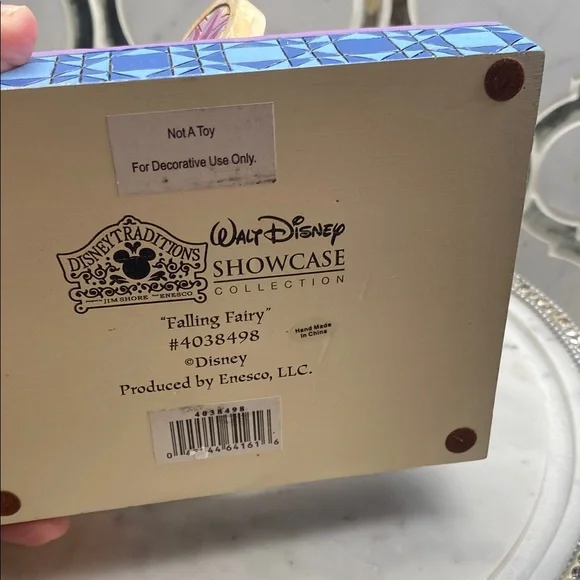 Not A Toy
For Decorative Use Only.
DISNEY TRADITIONS
JIM SHORE ENESCO
WALT DISNEY
SHOWCASE
COLLECTION
"Falling Fairy"
#4038498
Hand Made
In China
©Disney
Produced by Enesco, LLC.
4038498